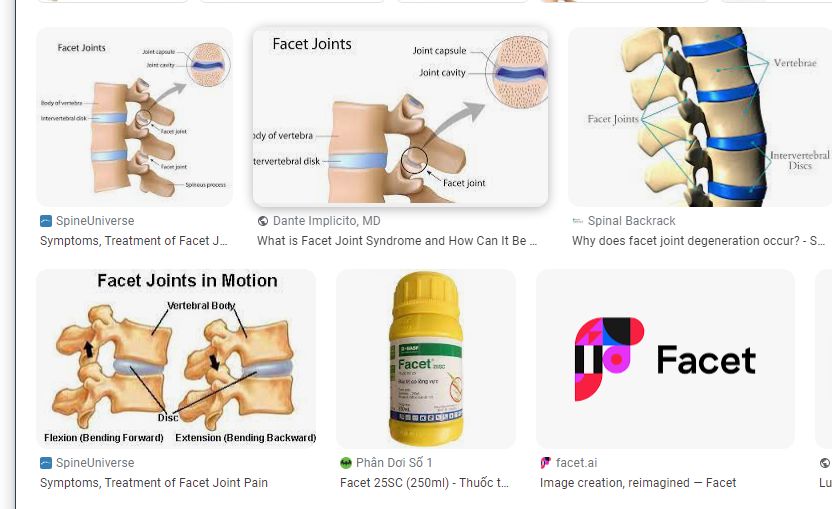 Facet Joints
Joint capsule
Joint cavity
Body of vertebra
Intervertebral disk
Facet joint
Facet joint
Spinous process
SpineUniverse
Symptoms, Treatment of Facet J...
Facet Joints
Joint capsule
Joint cavity
ody of vertebra
tervertebral disk
Facet joint
Dante Implicito, MD
What is Facet Joint Syndrome and How Can It Be ...
Vertebrae
Facet Joints
Intervertebral
Discs
Spinal Backrack
Why does facet joint degeneration occur? - S...
Facet Joints in Motion
Vertebral Body
Disc
Flexion (Bending Forward)
Extension (Bending Backward)
SpineUniverse
Symptoms, Treatment of Facet Joint Pain
BASF
Facet 25SC
Phân Dơi Số 1
Facet 25SC (250ml) - Thuốc t...
Facet
facet.ai
Image creation, reimagined — Facet
Lu